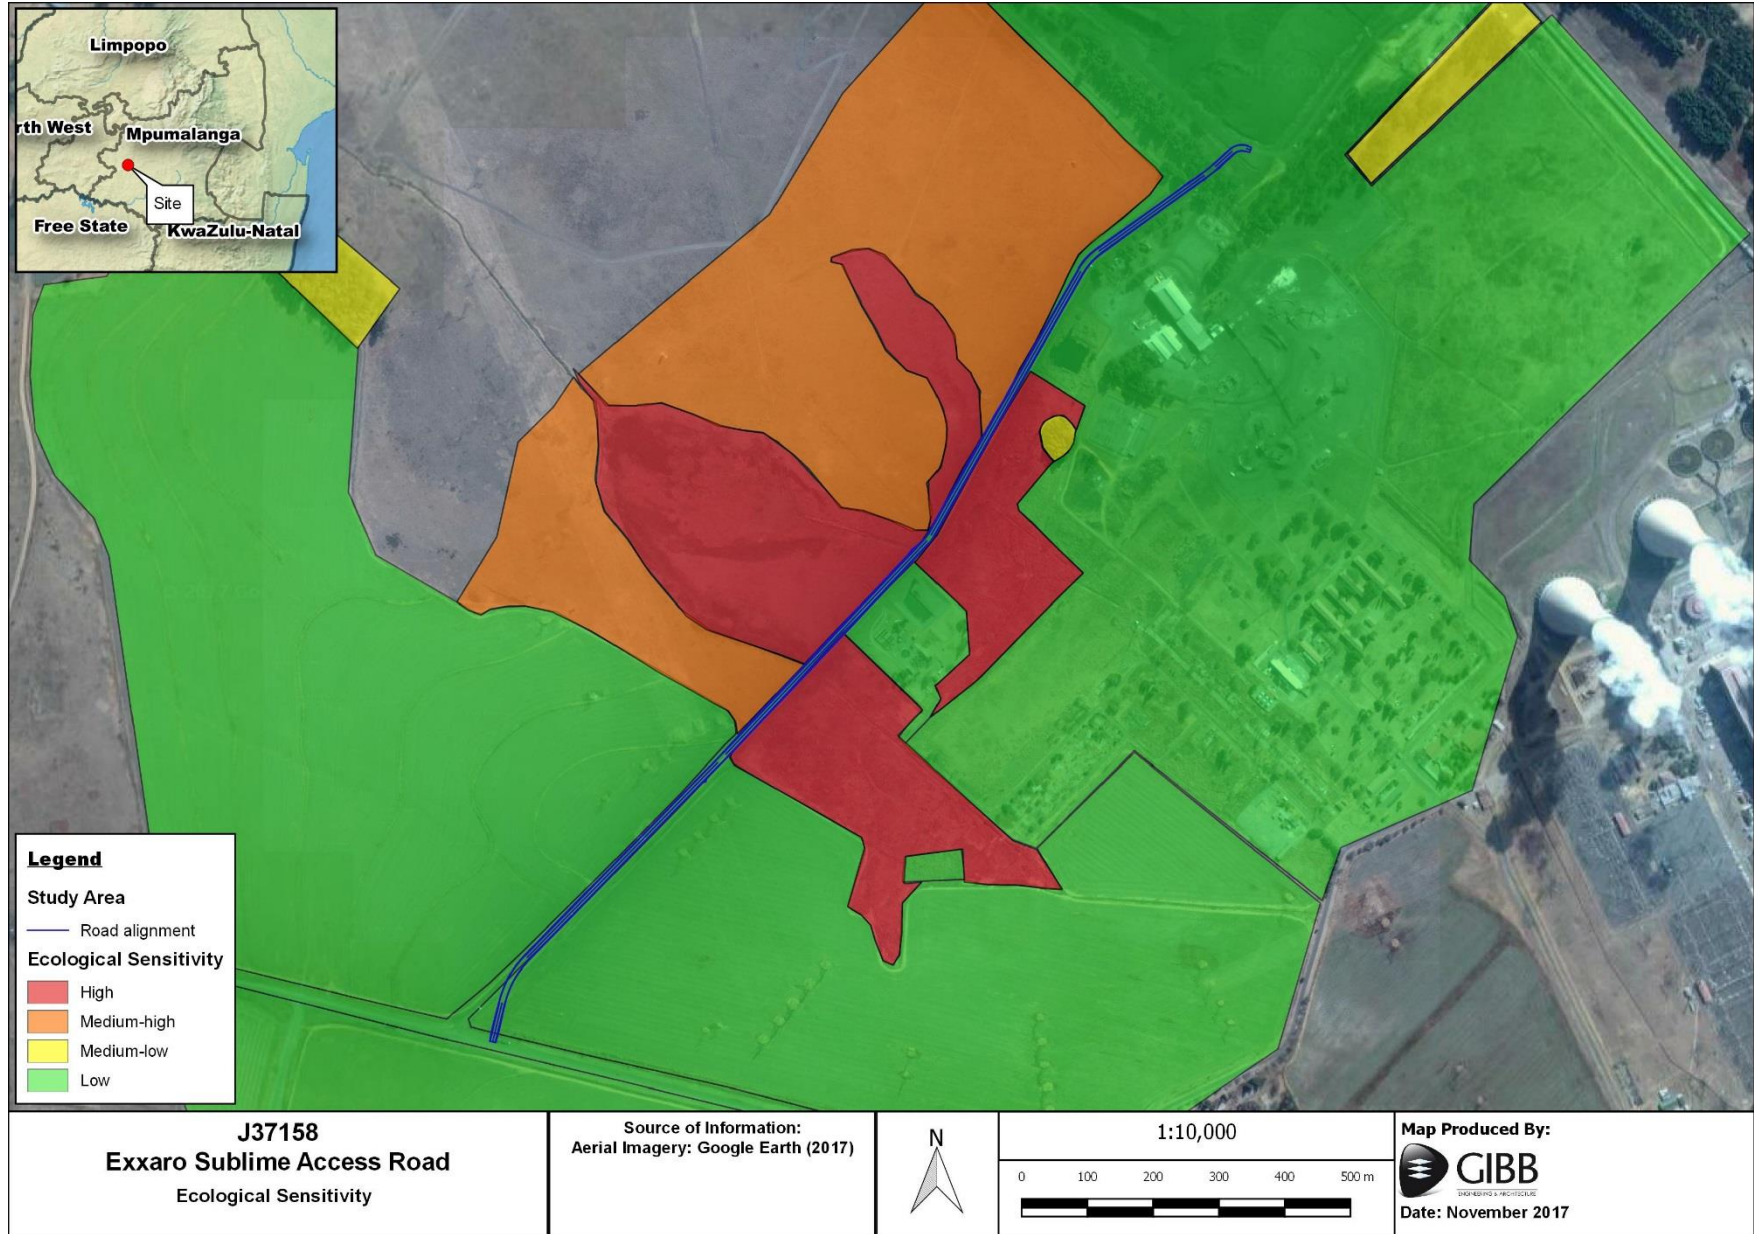 Limpopo
rth West
Mpumalanga
Site
Free State
KwaZulu-Natal
Legend
Study Area
Road alignment
Ecological Sensitivity
High
Medium-high
Medium-low
Low
J37158
Exxaro Sublime Access Road
Ecological Sensitivity
Source of Information:
Aerial Imagery: Google Earth (2017)
N
1:10,000
0 100 200 300 400 500 m
Map Produced By:
GIBB
ENGINEERING & ARCHITECTURE
Date: November 2017